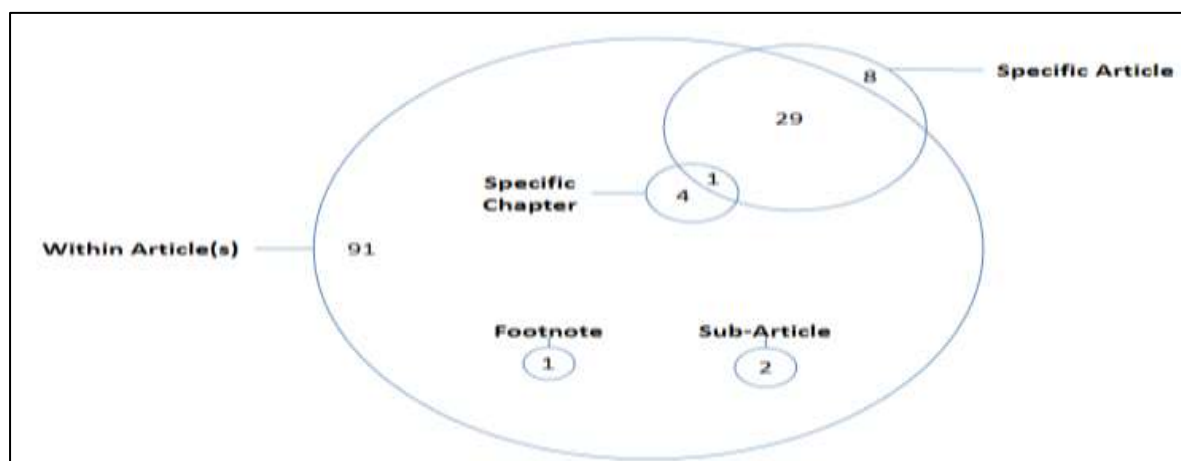 8
Specific Article
29
Specific
Chapter
1
4
Within Article(s)
91
Footnote
Sub-Article
1
2